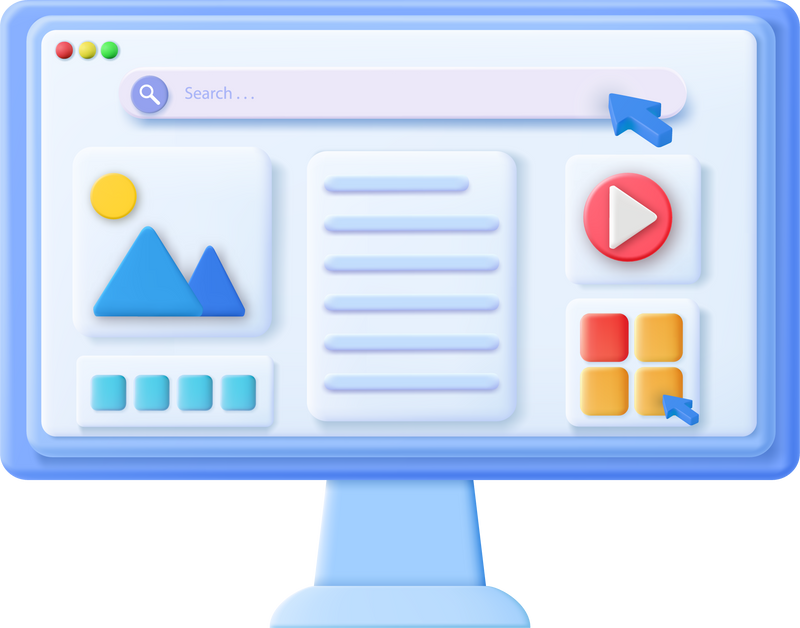 Search . . .